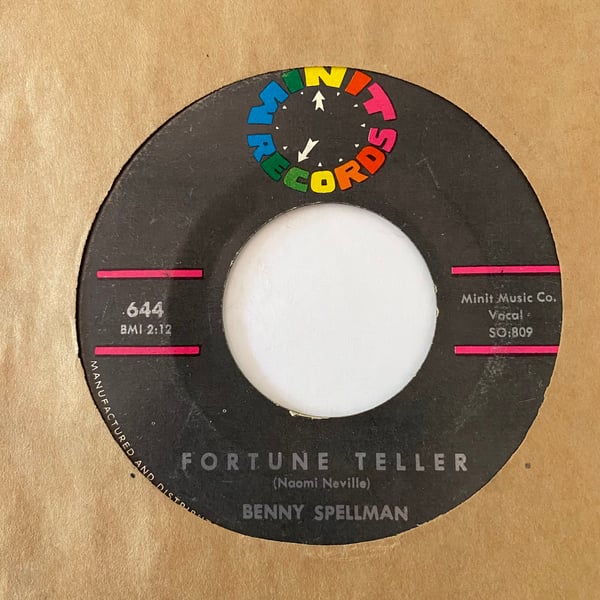 MINIT
RECORDS
644
BMI 2:12
Minit Music Co.
Vocal
SO:809
MANUFACTURED AND
FORTUNE TELLER
(Naomi Neville)
BENNY SPELLMAN